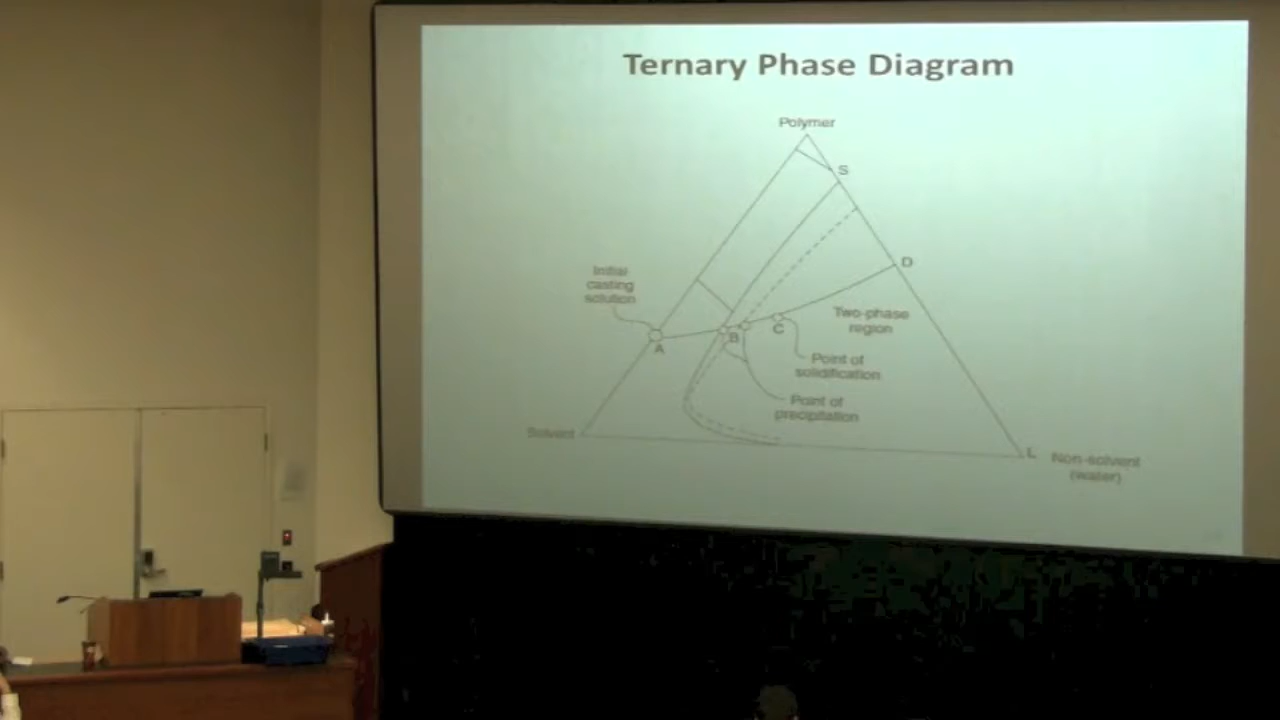 Ternary Phase Diagram
Polymer
S
D
Initial
casting
solution
A
B
C
Two-phase
region
Point of
solidification
Point of
precipitation
Solvent
L
Non-solvent
(water)